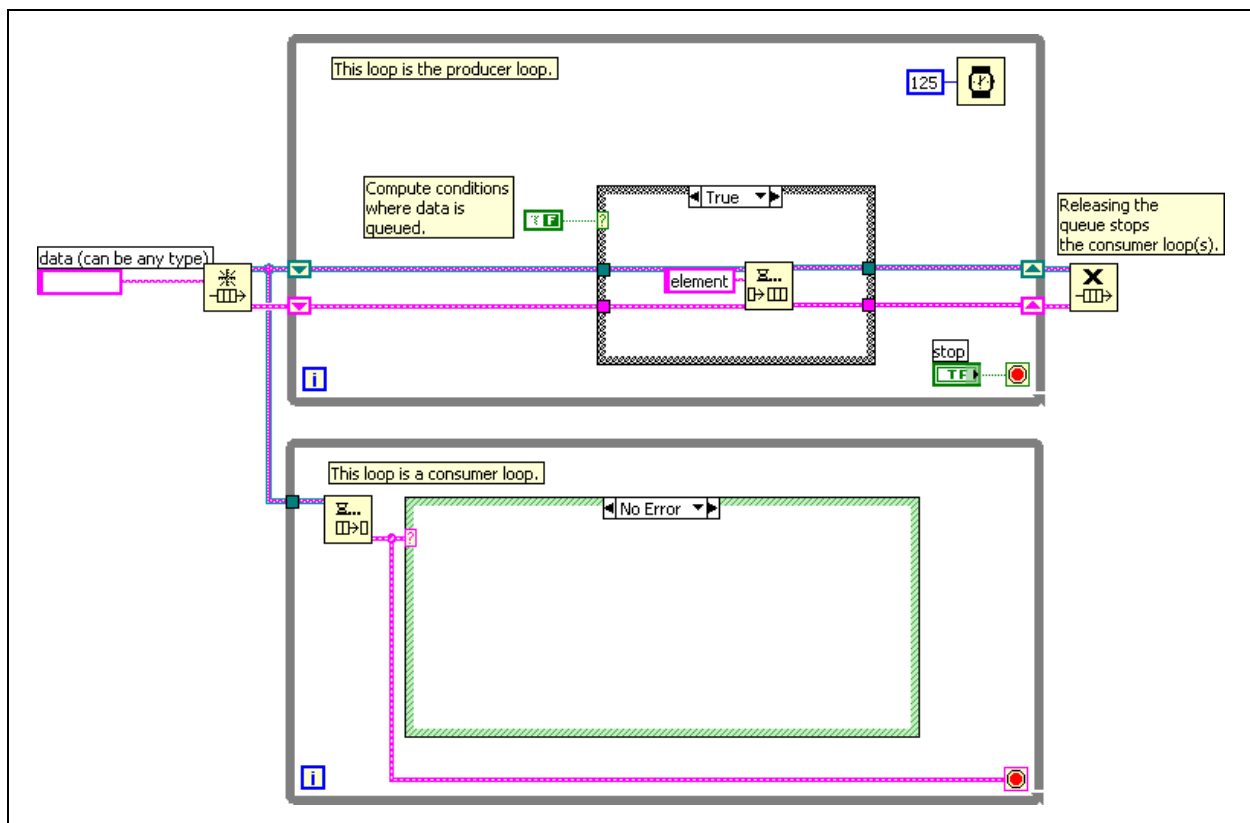 This loop is the producer loop.
125
Compute conditions
where data is
queued.
F
True
?
Releasing the
queue stops
the consumer loop(s).
data (can be any type)
element
stop
TF
i
This loop is a consumer loop.
No Error
?
i